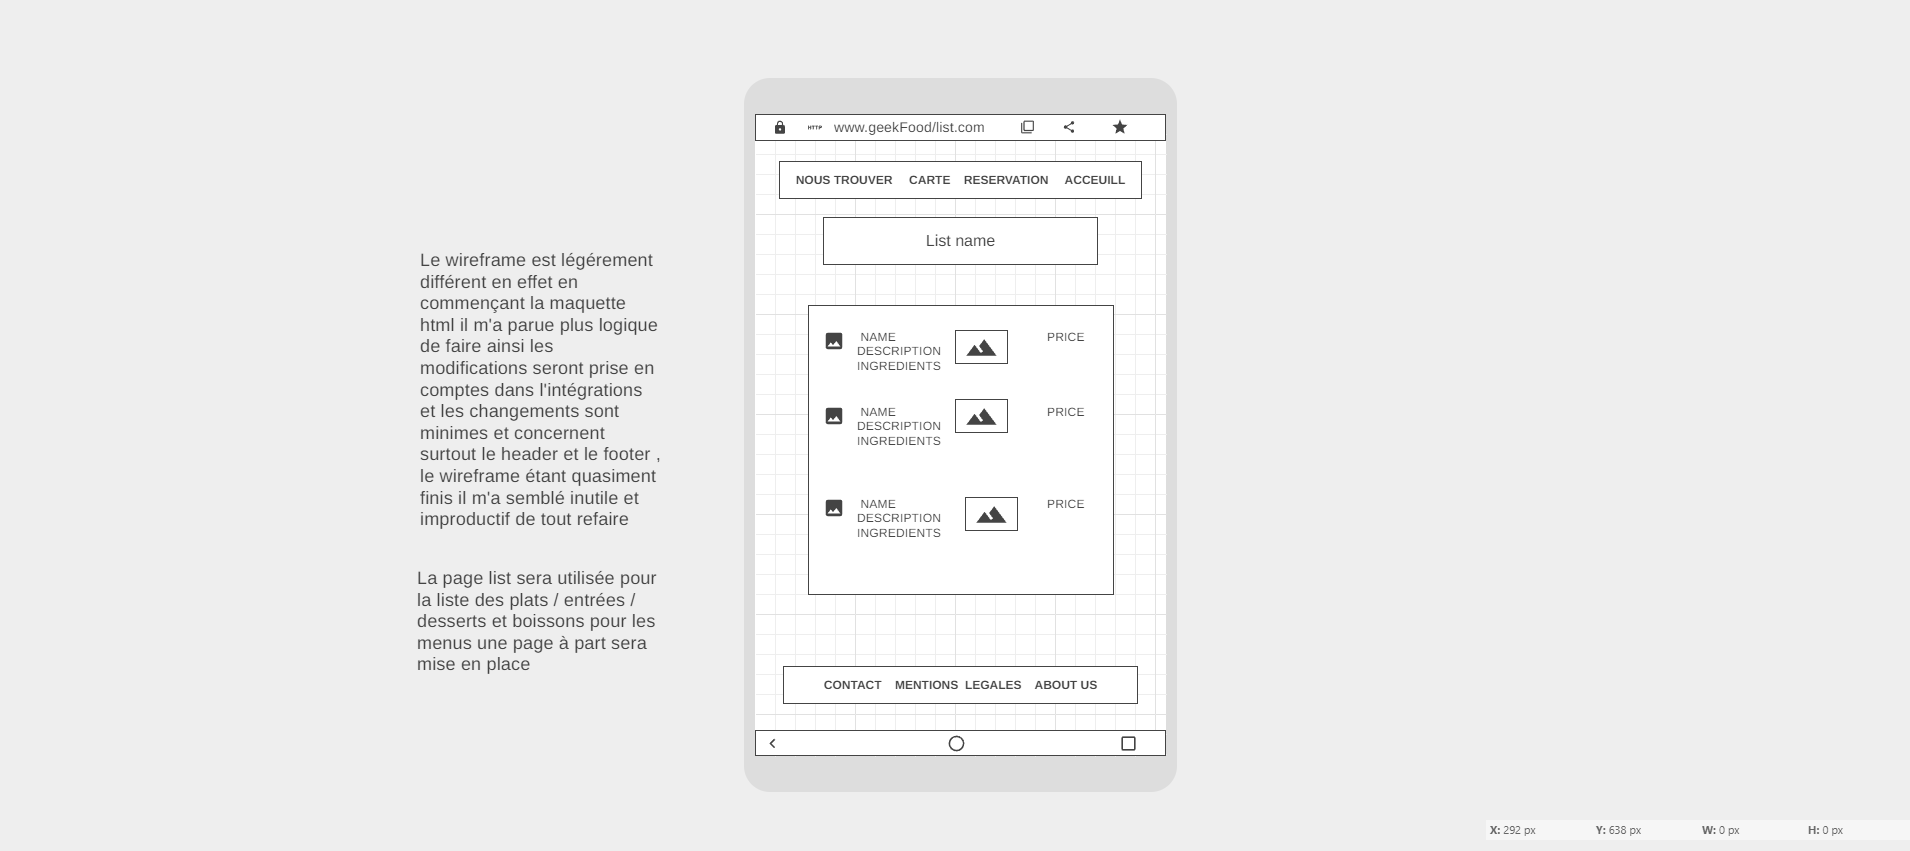 Le wireframe est légérement
différent en effet en
commençant la maquette
html il m'a parue plus logique
de faire ainsi les
modifications seront prise en
comptes dans l'intégrations
et les changements sont
minimes et concernent
surtout le header et le footer ,
le wireframe étant quasiment
finis il m'a semblé inutile et
improductif de tout refaire
La page list sera utilisée pour
la liste des plats / entrées /
desserts et boissons pour les
menus une page à part sera
mise en place
HTTP www.geekFood/list.com
NOUS TROUVER CARTE RESERVATION ACCEUILL
List name
NAME PRICE
DESCRIPTION
INGREDIENTS
NAME PRICE
DESCRIPTION
INGREDIENTS
NAME PRICE
DESCRIPTION
INGREDIENTS
CONTACT MENTIONS LEGALES ABOUT US
X: 292 px Y: 638 px W: 0 px H: 0 px